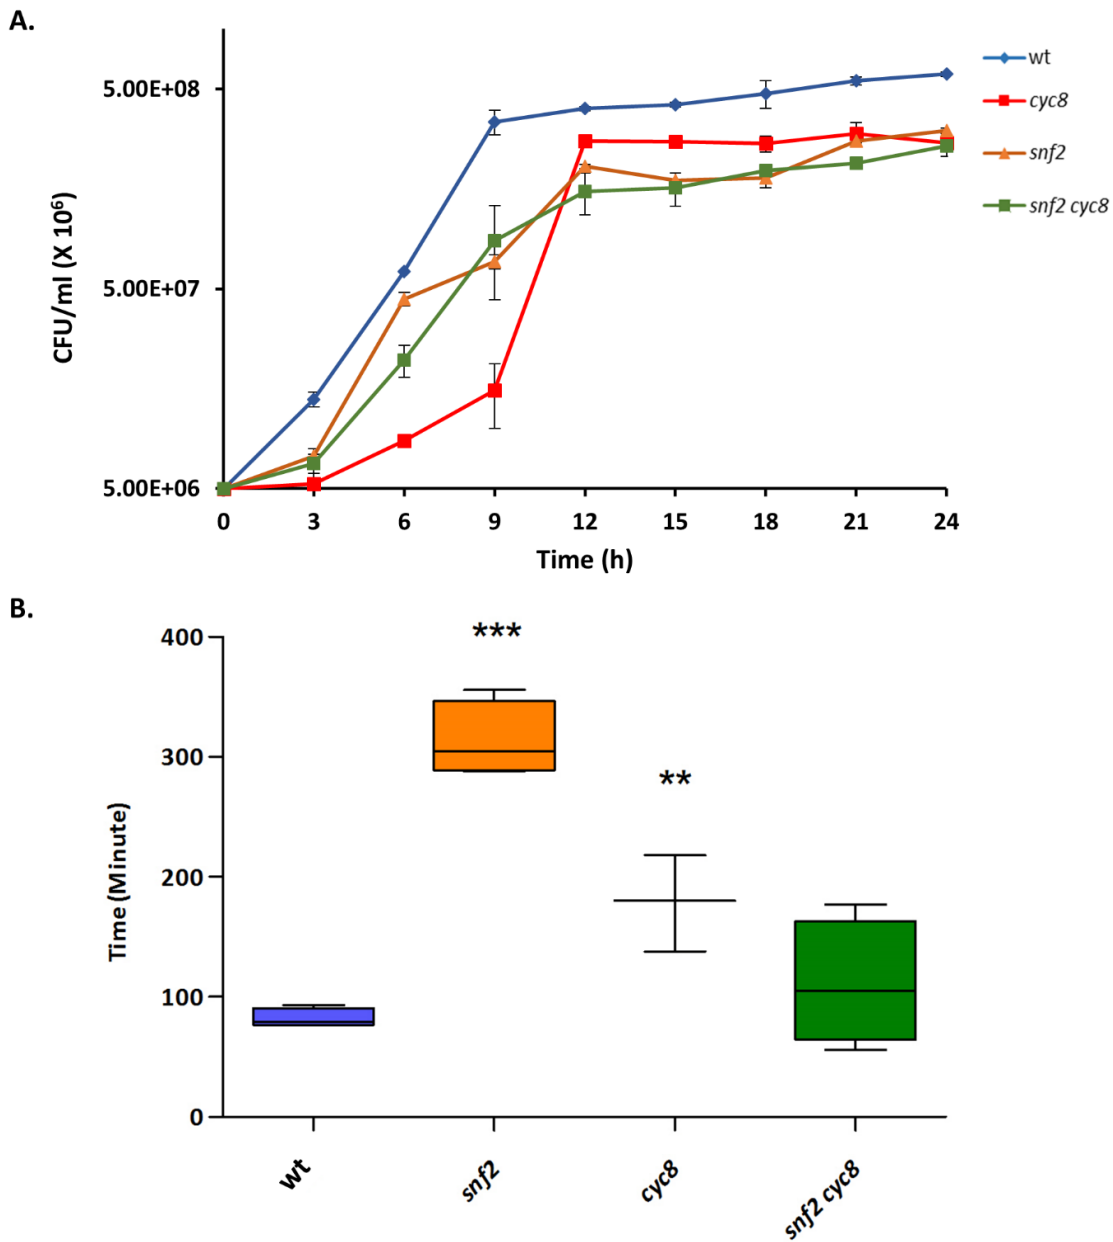 A.
5.00E+08
5.00E+07
5.00E+06
CFU/ml (X 10⁶)
0 3 6 9 12 15 18 21 24
Time (h)
wt
cyc8
snf2
snf2 cyc8
B.
400
300
200
100
0
Time (Minute)
***
**
wt snf2 cyc8 snf2 cyc8